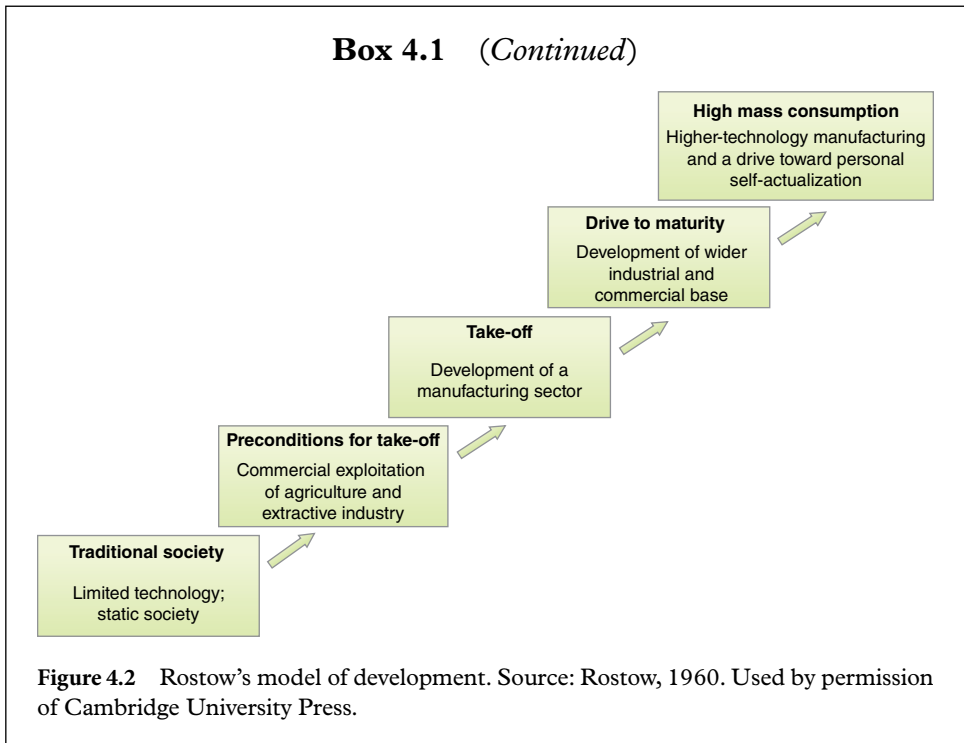 Box 4.1 (Continued)
High mass consumption
Higher-technology manufacturing
and a drive toward personal
self-actualization
Drive to maturity
Development of wider
industrial and
commercial base
Take-off
Development of a
manufacturing sector
Preconditions for take-off
Commercial exploitation
of agriculture and
extractive industry
Traditional society
Limited technology;
static society
Figure 4.2 Rostow’s model of development. Source: Rostow, 1960. Used by permission
of Cambridge University Press.